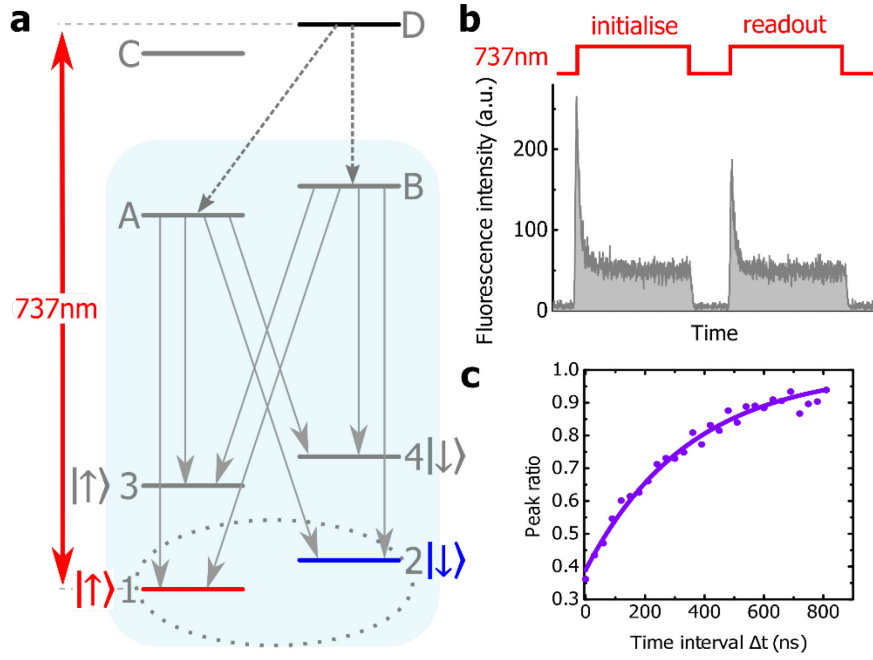 a
D
C
B
A
737nm
4|↓⟩
|↑⟩ 3
2|↓⟩
|↑⟩ 1
b
737nm
initialise
readout
Fluorescence intensity (a.u.)
200
100
0
Time
c
Peak ratio
1.0
0.9
0.8
0.7
0.6
0.5
0.4
0.3
0
200
400
600
800
Time interval Δt (ns)